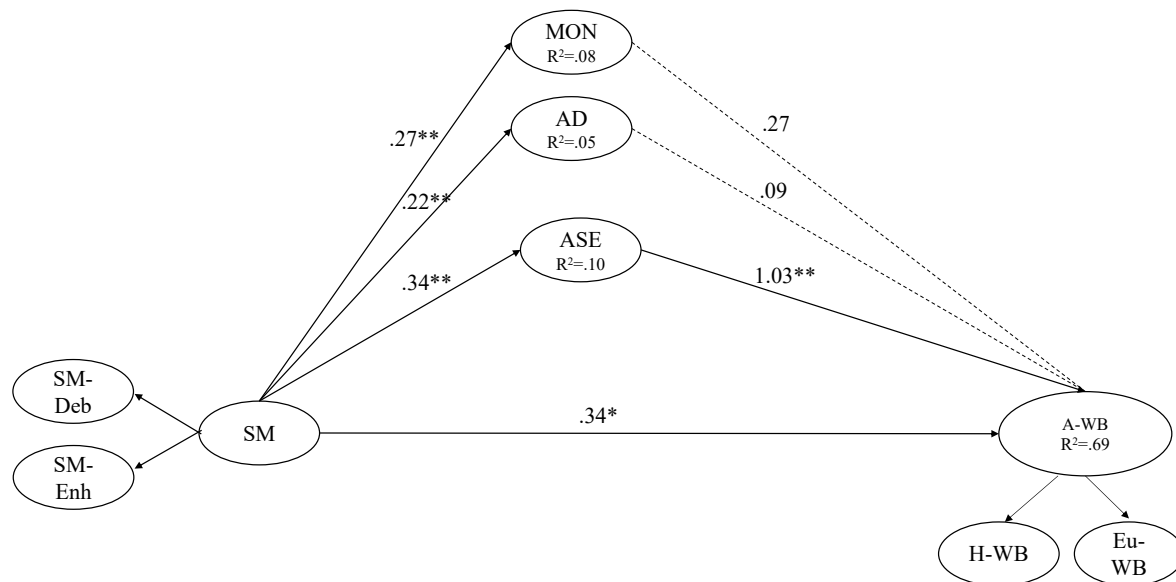 MON
R²=.08
AD
R²=.05
.27**
.27
.22**
.09
ASE
R²=.10
.34**
1.03**
SM-
Deb
SM
.34*
A-WB
R²=.69
SM-
Enh
H-WB
Eu-
WB